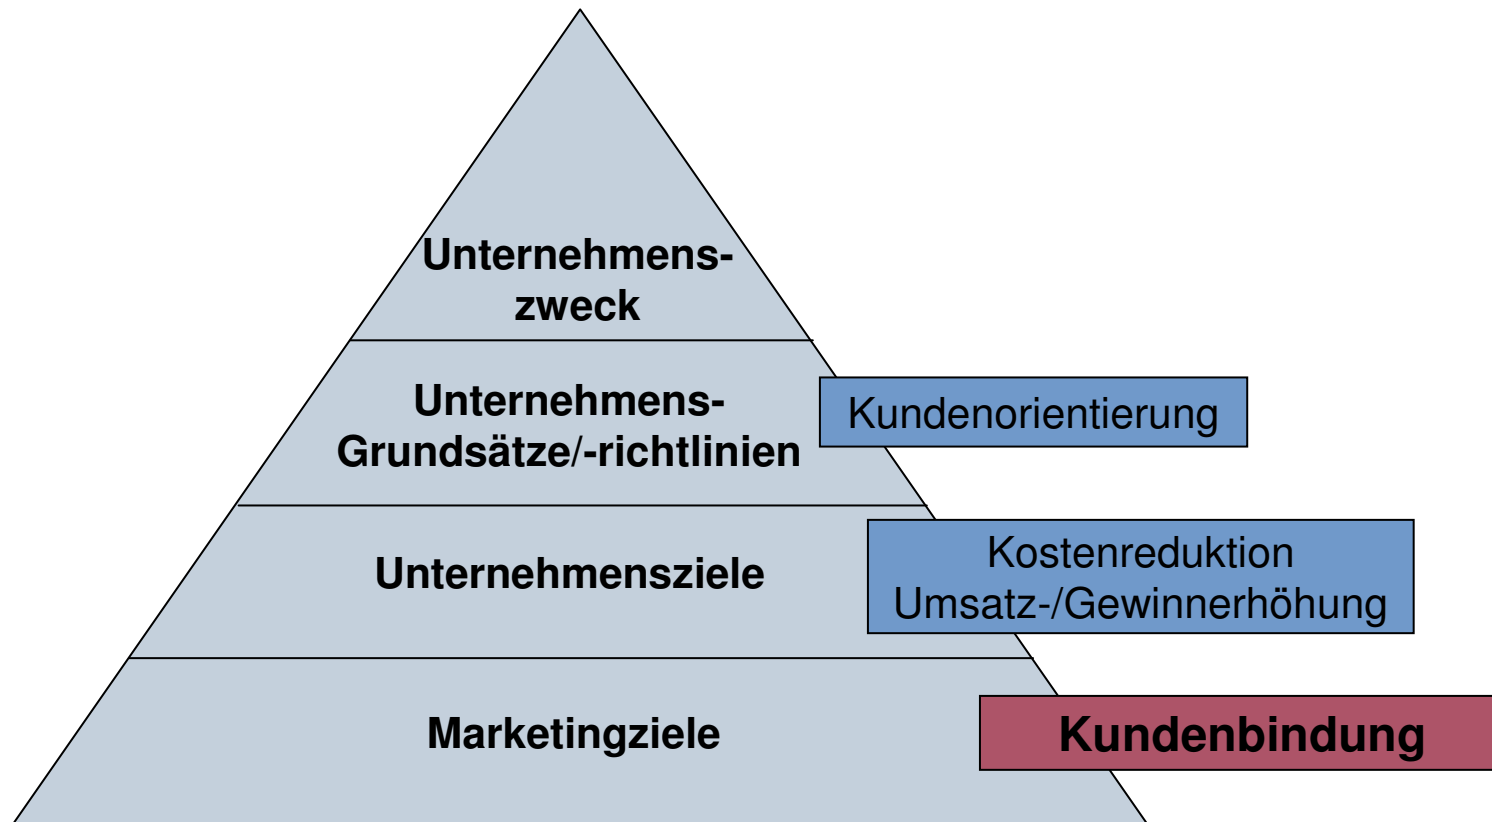 Unternehmens-
zweck
Unternehmens-
Grundsätze/-richtlinien
Kundenorientierung
Unternehmensziele
Kostenreduktion
Umsatz-/Gewinnerhöhung
Marketingziele
Kundenbindung